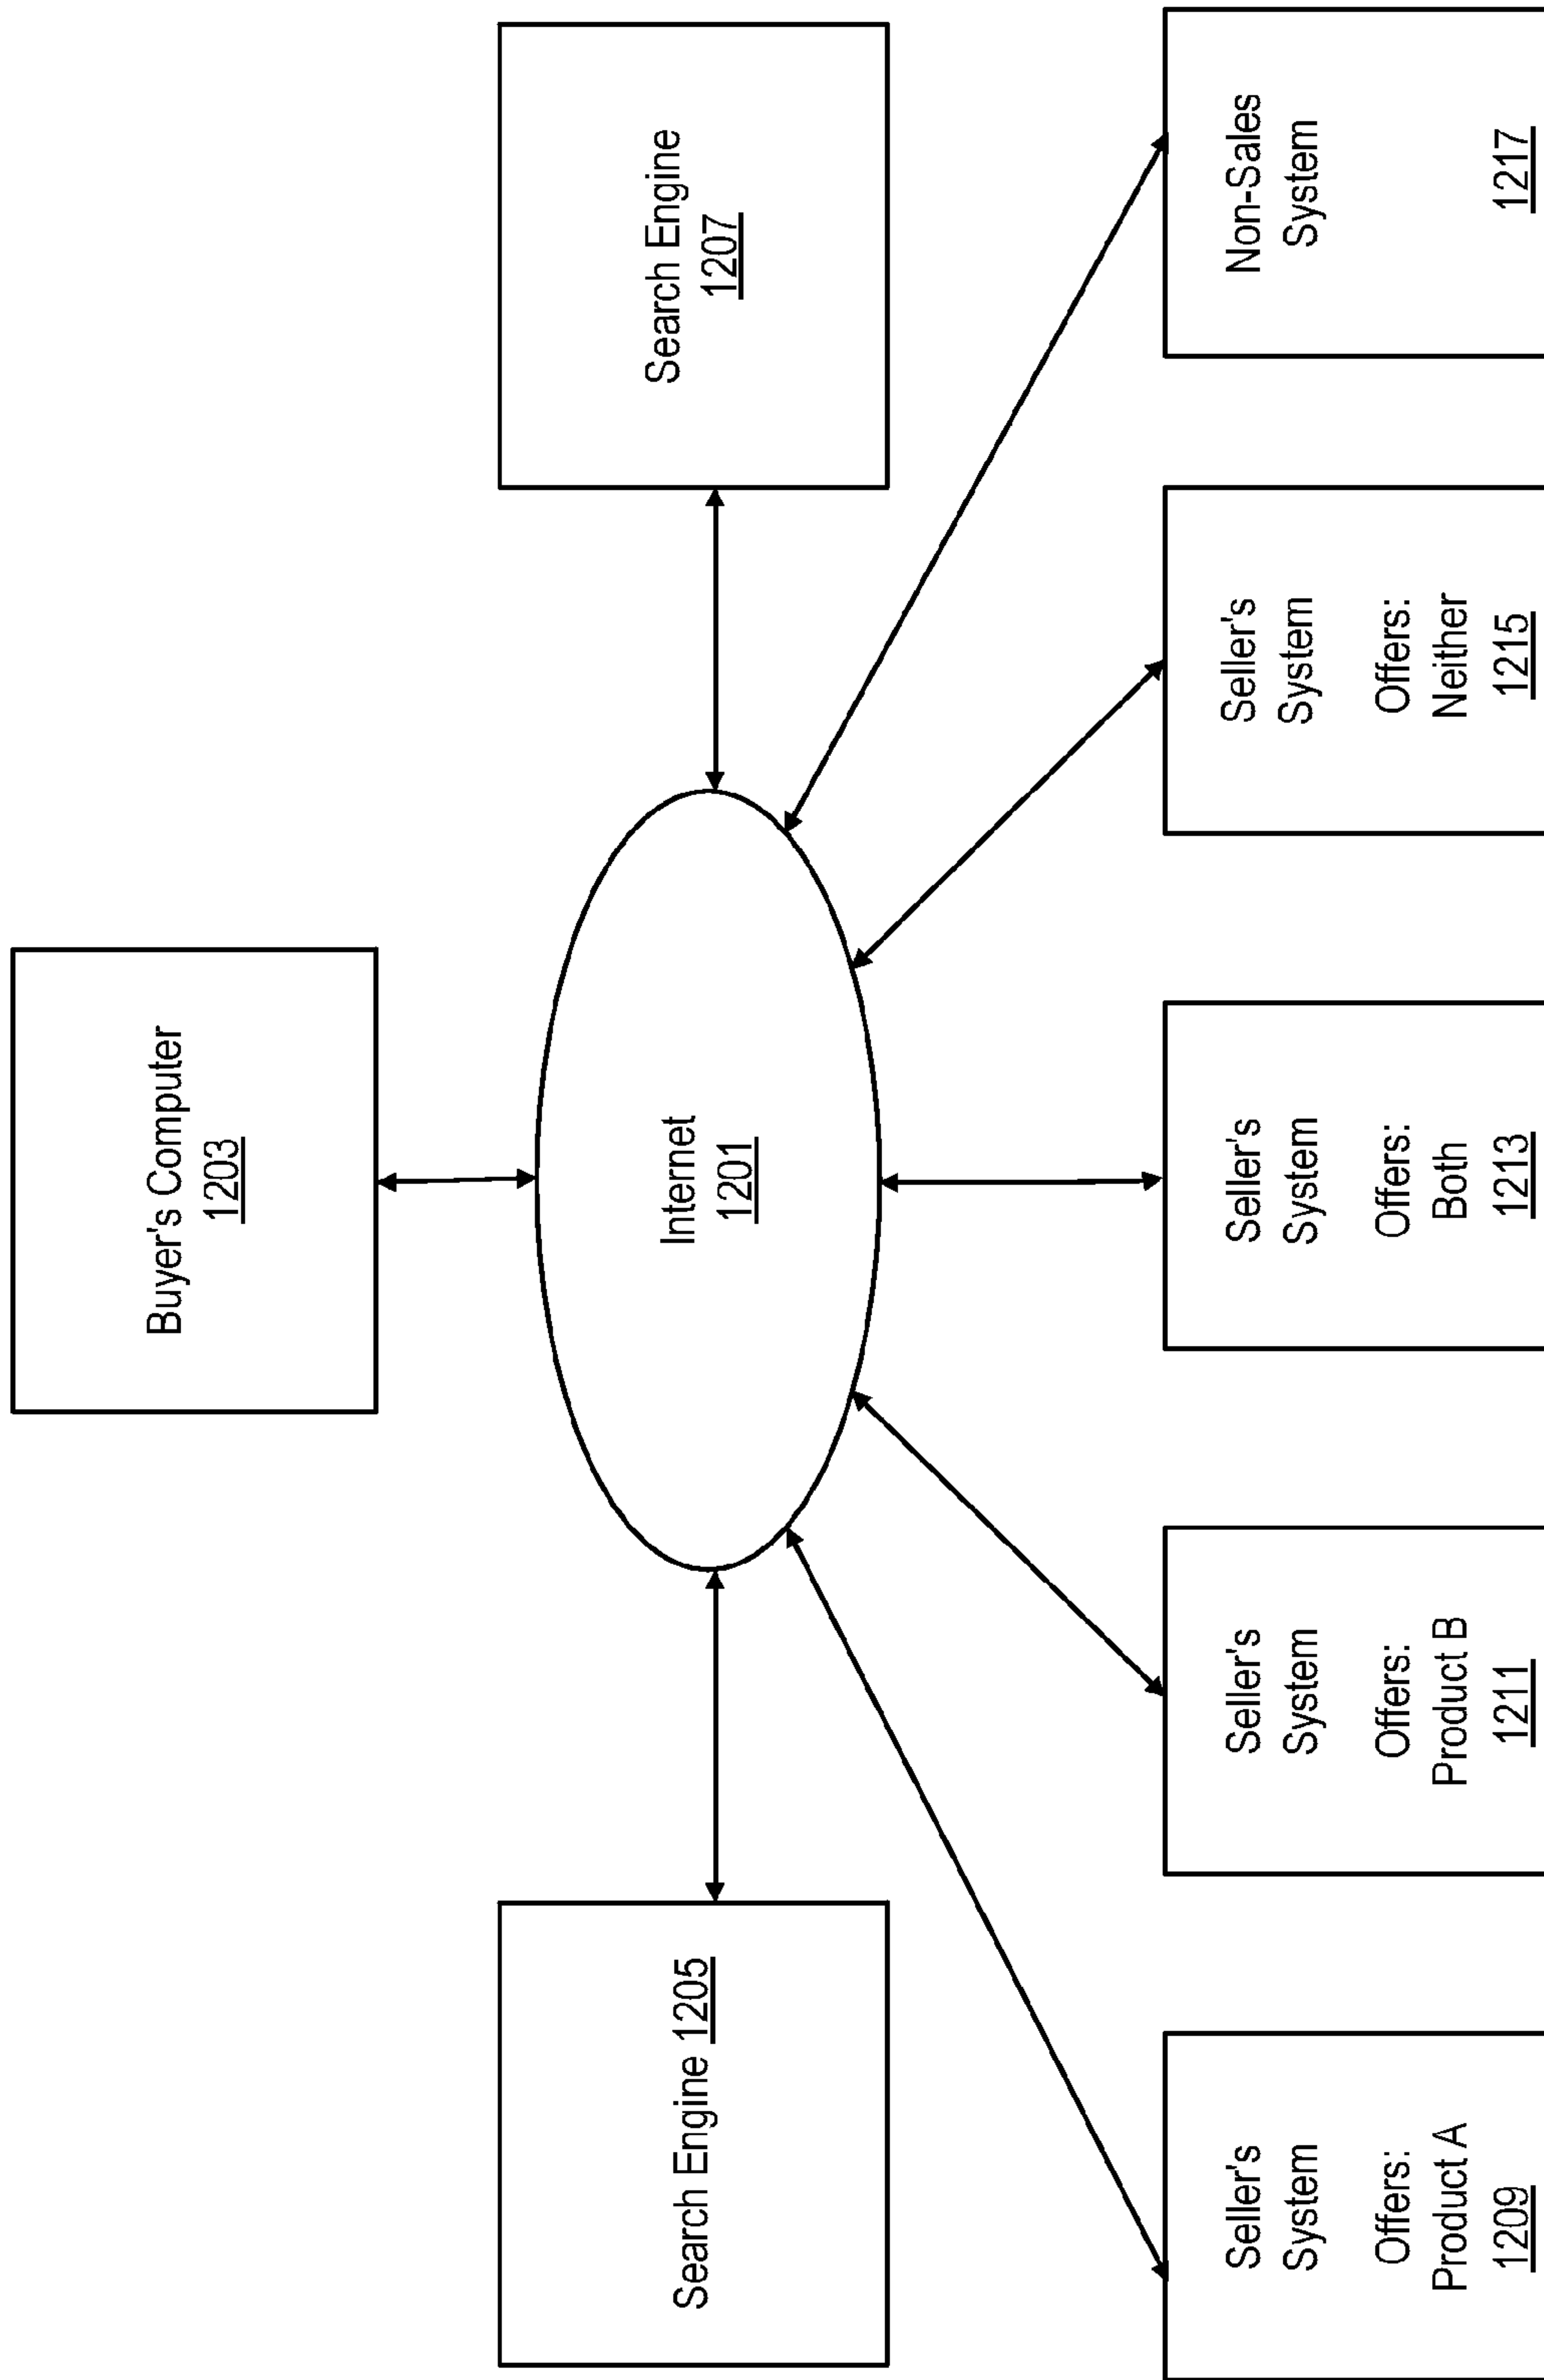 Buyer's Computer
1203
Search Engine 1205
Internet
1201
Search Engine
1207
Seller's
System
Offers:
Product A
1209
Seller's
System
Offers:
Product B
1211
Seller's
System
Offers:
Both
1213
Seller's
System
Offers:
Neither
1215
Non-Sales
System
1217